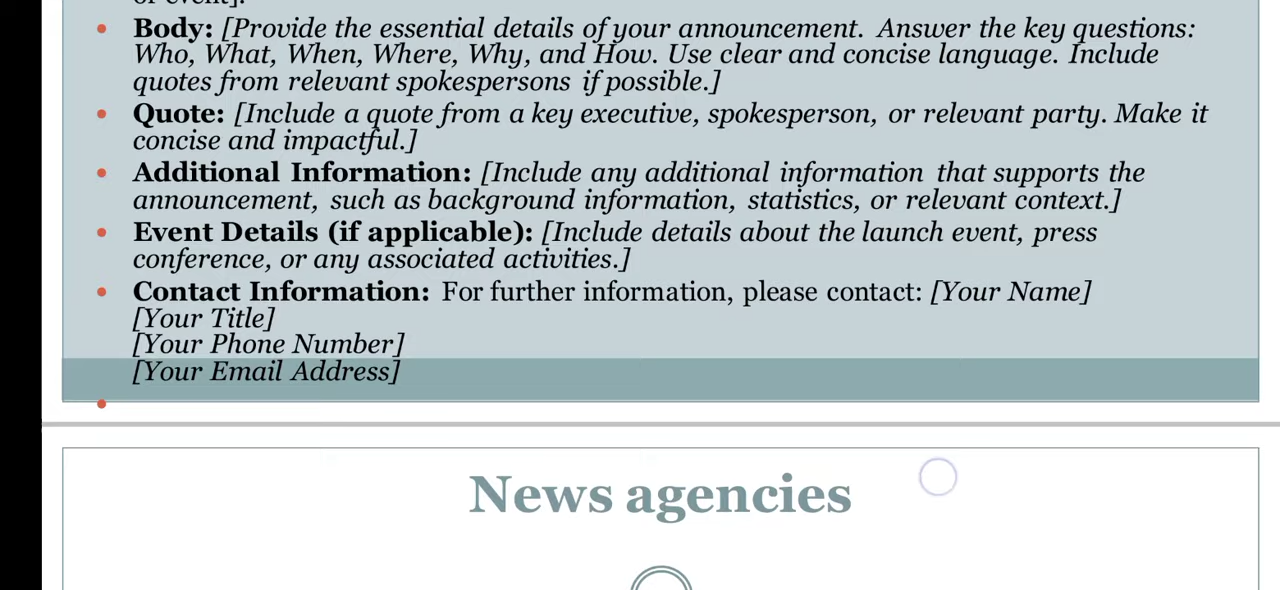 or event].
• Body: [Provide the essential details of your announcement. Answer the key questions:
Who, What, When, Where, Why, and How. Use clear and concise language. Include
quotes from relevant spokespersons if possible.]
• Quote: [Include a quote from a key executive, spokesperson, or relevant party. Make it
concise and impactful.]
• Additional Information: [Include any additional information that supports the
announcement, such as background information, statistics, or relevant context.]
• Event Details (if applicable): [Include details about the launch event, press
conference, or any associated activities.]
• Contact Information: For further information, please contact: [Your Name]
[Your Title]
[Your Phone Number]
[Your Email Address]
•
News agencies